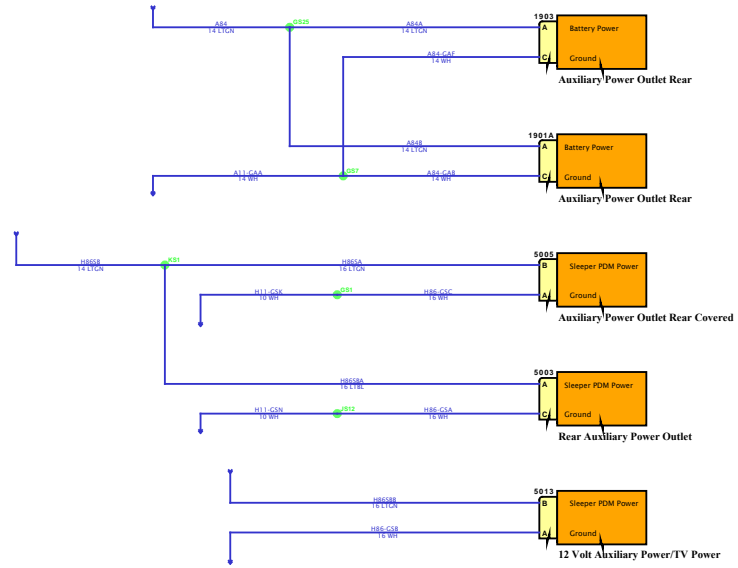 1903
A84
14 LTGN
GS25
A84A
14 LTGN
A
Battery Power
A84-GAF
14 WH
C
Ground
Auxiliary Power Outlet Rear
1901A
A84B
14 LTGN
A
Battery Power
A11-GAA
14 WH
GS7
A84-GAB
14 WH
C
Ground
Auxiliary Power Outlet Rear
5005
H86SB
14 LTGN
KS1
H86SA
16 LTGN
B
Sleeper PDM Power
H11-GSK
10 WH
GS1
H86-GSC
16 WH
A
Ground
Auxiliary Power Outlet Rear Covered
5003
H86SBA
16 LTBL
A
Sleeper PDM Power
H11-GSN
10 WH
JS12
H86-GSA
16 WH
C
Ground
Rear Auxiliary Power Outlet
5013
H86SBB
16 LTGN
B
Sleeper PDM Power
H86-GSB
16 WH
A
Ground
12 Volt Auxiliary Power/TV Power